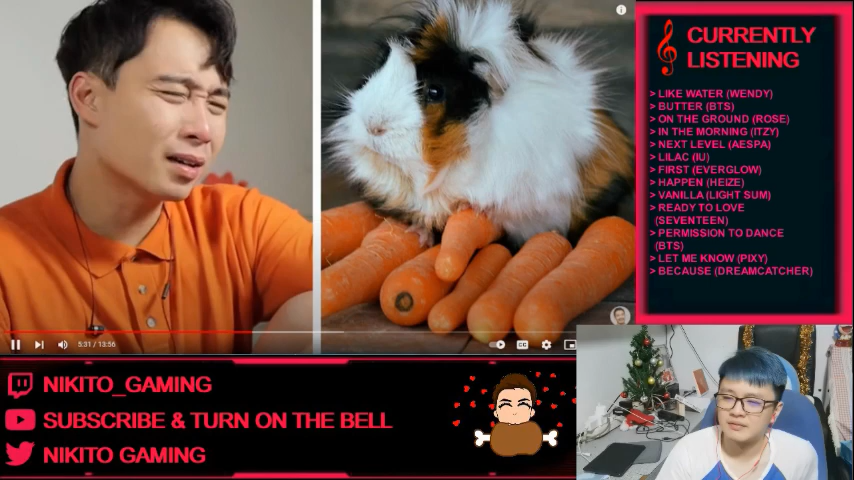 CURRENTLY
LISTENING
> LIKE WATER (WENDY)
> BUTTER (BTS)
> ON THE GROUND (ROSE)
> IN THE MORNING (ITZY)
> NEXT LEVEL (AESPA)
> LILAC (IU)
> FIRST (EVERGLOW)
> HAPPEN (HEIZE)
> VANILLA (LIGHT SUM)
> READY TO LOVE
(SEVENTEEN)
> PERMISSION TO DANCE
(BTS)
> LET ME KNOW (PIXY)
> BECAUSE (DREAMCATCHER)
5:31 / 13:56
CC
NIKITO_GAMING
SUBSCRIBE & TURN ON THE BELL
NIKITO GAMING